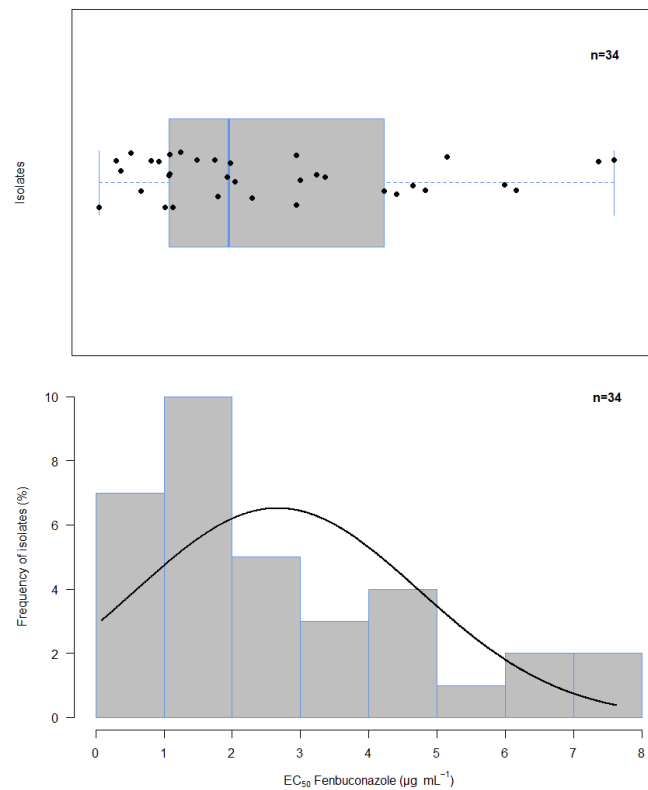 n=34
Isolates
n=34
Frequency of isolates (%)
10
8
6
4
2
0
0 1 2 3 4 5 6 7 8
EC₅₀ Fenbuconazole (µg mL⁻¹)